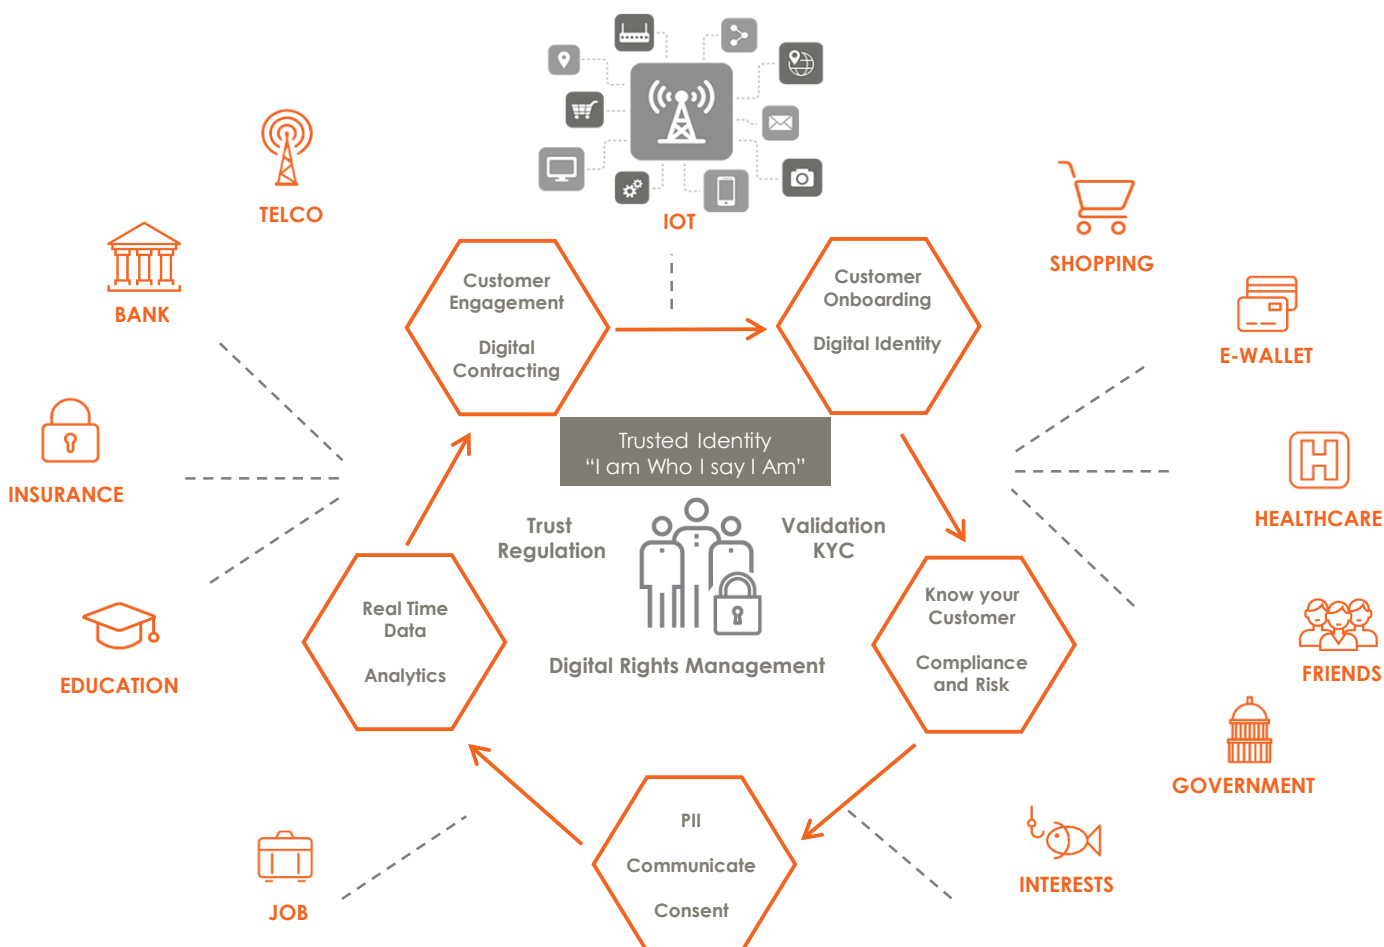 IOT
TELCO
BANK
INSURANCE
EDUCATION
JOB
SHOPPING
E-WALLET
HEALTHCARE
FRIENDS
GOVERNMENT
INTERESTS
Customer
Engagement
Digital
Contracting
Customer
Onboarding
Digital Identity
Trusted Identity
“I am Who I say I Am”
Trust
Regulation
Validation
KYC
Digital Rights Management
Real Time
Data
Analytics
Know your
Customer
Compliance
and Risk
PII
Communicate
Consent